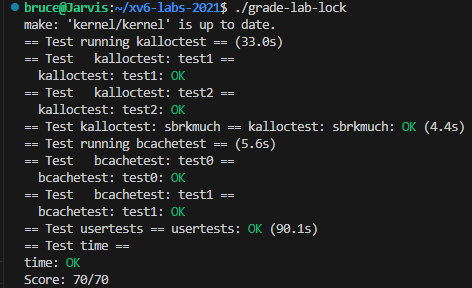 bruce@Jarvis:~/xv6-labs-2021$ ./grade-lab-lock
make: 'kernel/kernel' is up to date.
== Test running kalloctest == (33.0s)
== Test   kalloctest: test1 ==
  kalloctest: test1: OK
== Test   kalloctest: test2 ==
  kalloctest: test2: OK
== Test kalloctest: sbrkmuch == kalloctest: sbrkmuch: OK (4.4s)
== Test running bcachetest == (5.6s)
== Test   bcachetest: test0 ==
  bcachetest: test0: OK
== Test   bcachetest: test1 ==
  bcachetest: test1: OK
== Test usertests == usertests: OK (90.1s)
== Test time ==
time: OK
Score: 70/70